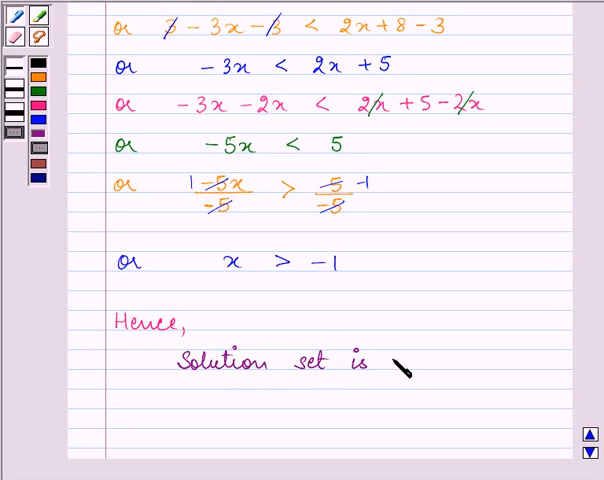 or 3 - 3x - 3 < 2x + 8 - 3
or - 3x < 2x + 5
or - 3x - 2x < 2x + 5 - 2x
or - 5x < 5
or 1 -5x/-5 > 5/-5 -1
or x > -1
Hence,
Solution set is